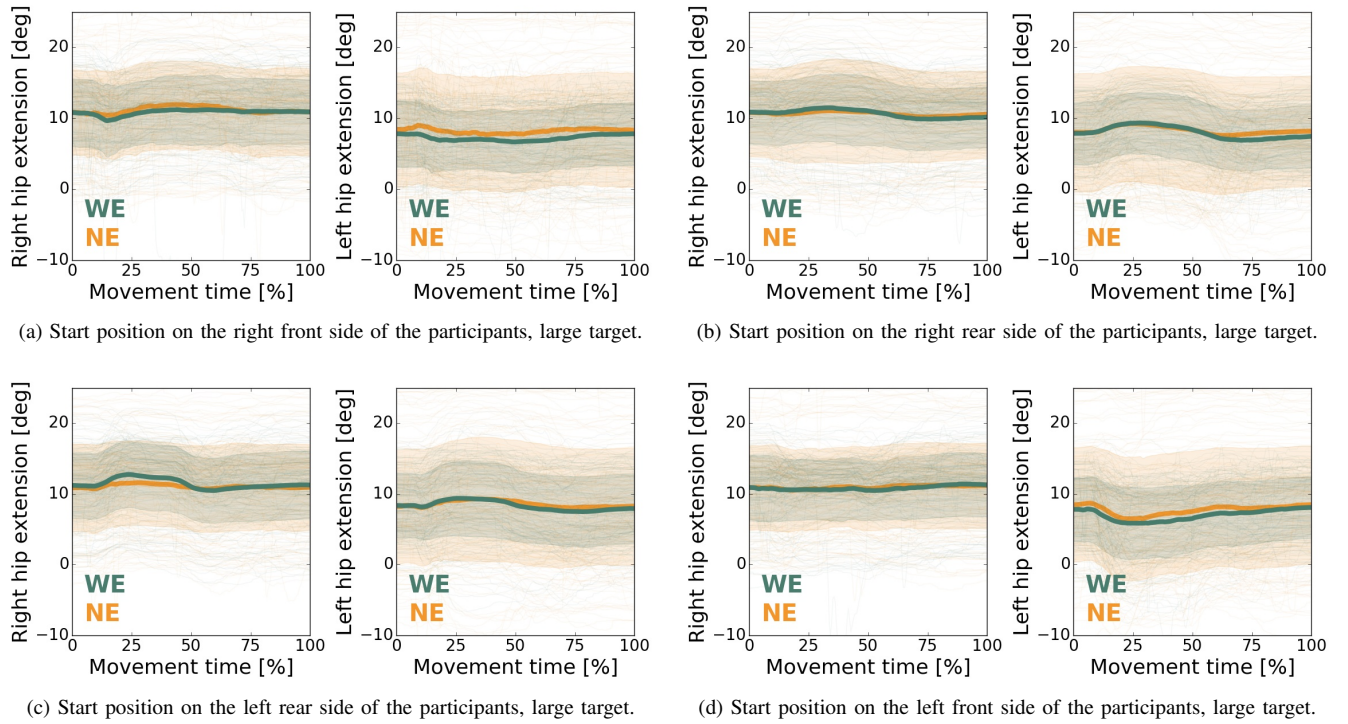 Right hip extension [deg]
20
10
0
−10
WE
NE
0 25 50 75 100
Movement time [%]
Left hip extension [deg]
20
10
0
−10
WE
NE
0 25 50 75 100
Movement time [%]
(a) Start position on the right front side of the participants, large target.
Right hip extension [deg]
20
10
0
−10
WE
NE
0 25 50 75 100
Movement time [%]
Left hip extension [deg]
20
10
0
−10
WE
NE
0 25 50 75 100
Movement time [%]
(b) Start position on the right rear side of the participants, large target.
Right hip extension [deg]
20
10
0
−10
WE
NE
0 25 50 75 100
Movement time [%]
Left hip extension [deg]
20
10
0
−10
WE
NE
0 25 50 75 100
Movement time [%]
(c) Start position on the left rear side of the participants, large target.
Right hip extension [deg]
20
10
0
−10
WE
NE
0 25 50 75 100
Movement time [%]
Left hip extension [deg]
20
10
0
−10
WE
NE
0 25 50 75 100
Movement time [%]
(d) Start position on the left front side of the participants, large target.